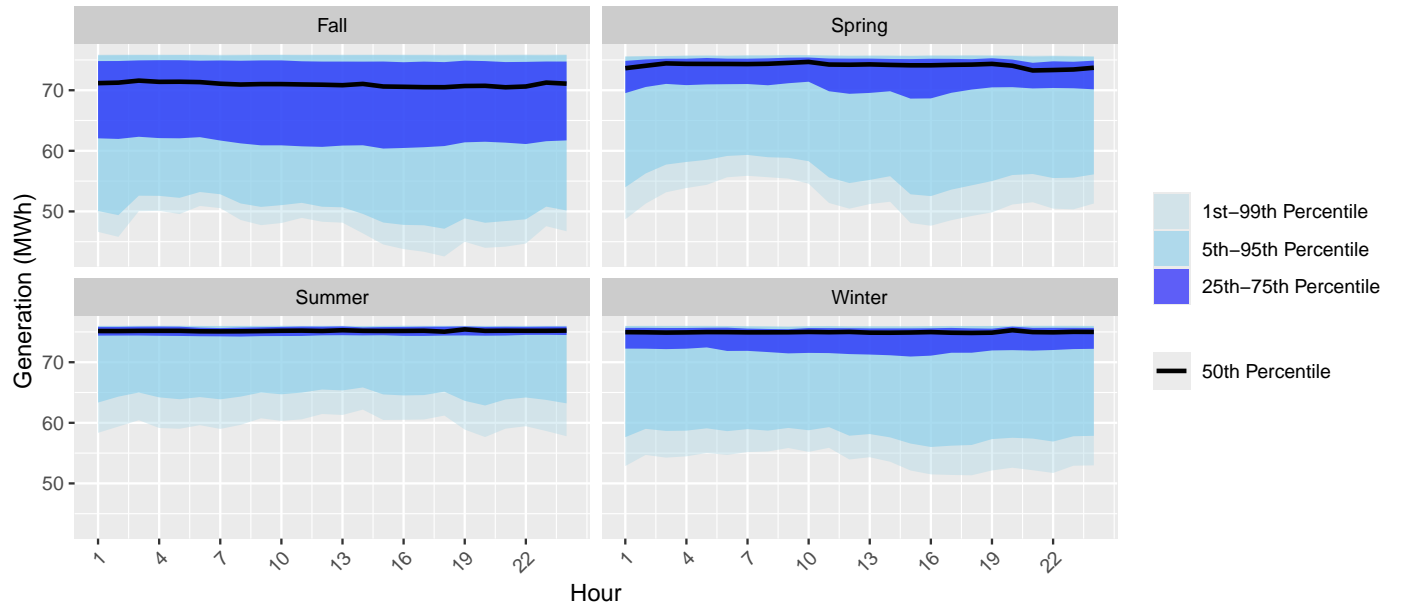 Fall
Spring
70
60
50
Summer
Winter
70
60
50
1
4
7
10
13
16
19
22
1
4
7
10
13
16
19
22
Hour
Generation (MWh)
1st−99th Percentile
5th−95th Percentile
25th−75th Percentile
50th Percentile